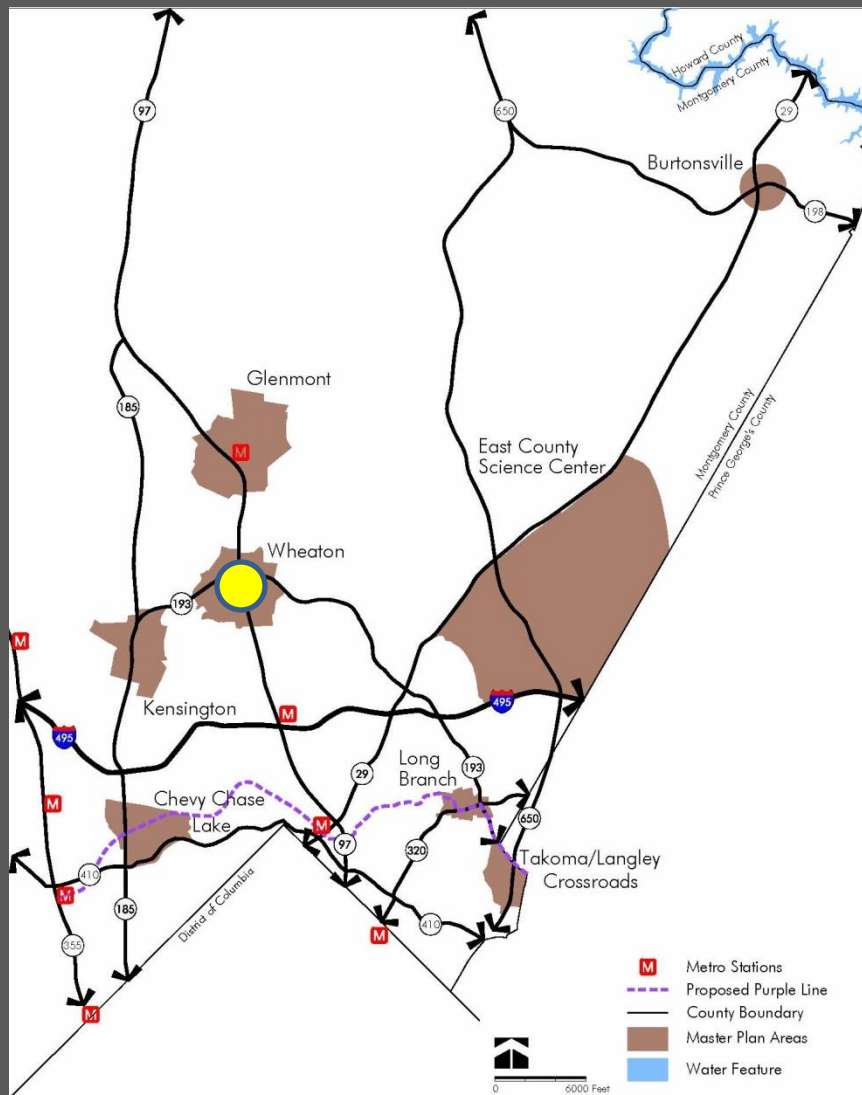 Howard County
Montgomery County
97
650
29
Burtonsville
198
Glenmont
185
M
East County
Science Center
Montgomery County
Prince George's County
Wheaton
193
M
Kensington
M
495
495
Long
Branch
193
29
Chevy Chase
Lake
M
M
97
320
650
Takoma/Langley
Crossroads
410
M
185
District of Columbia
410
M
355
M
M Metro Stations
Proposed Purple Line
County Boundary
Master Plan Areas
Water Feature
0 6000 Feet